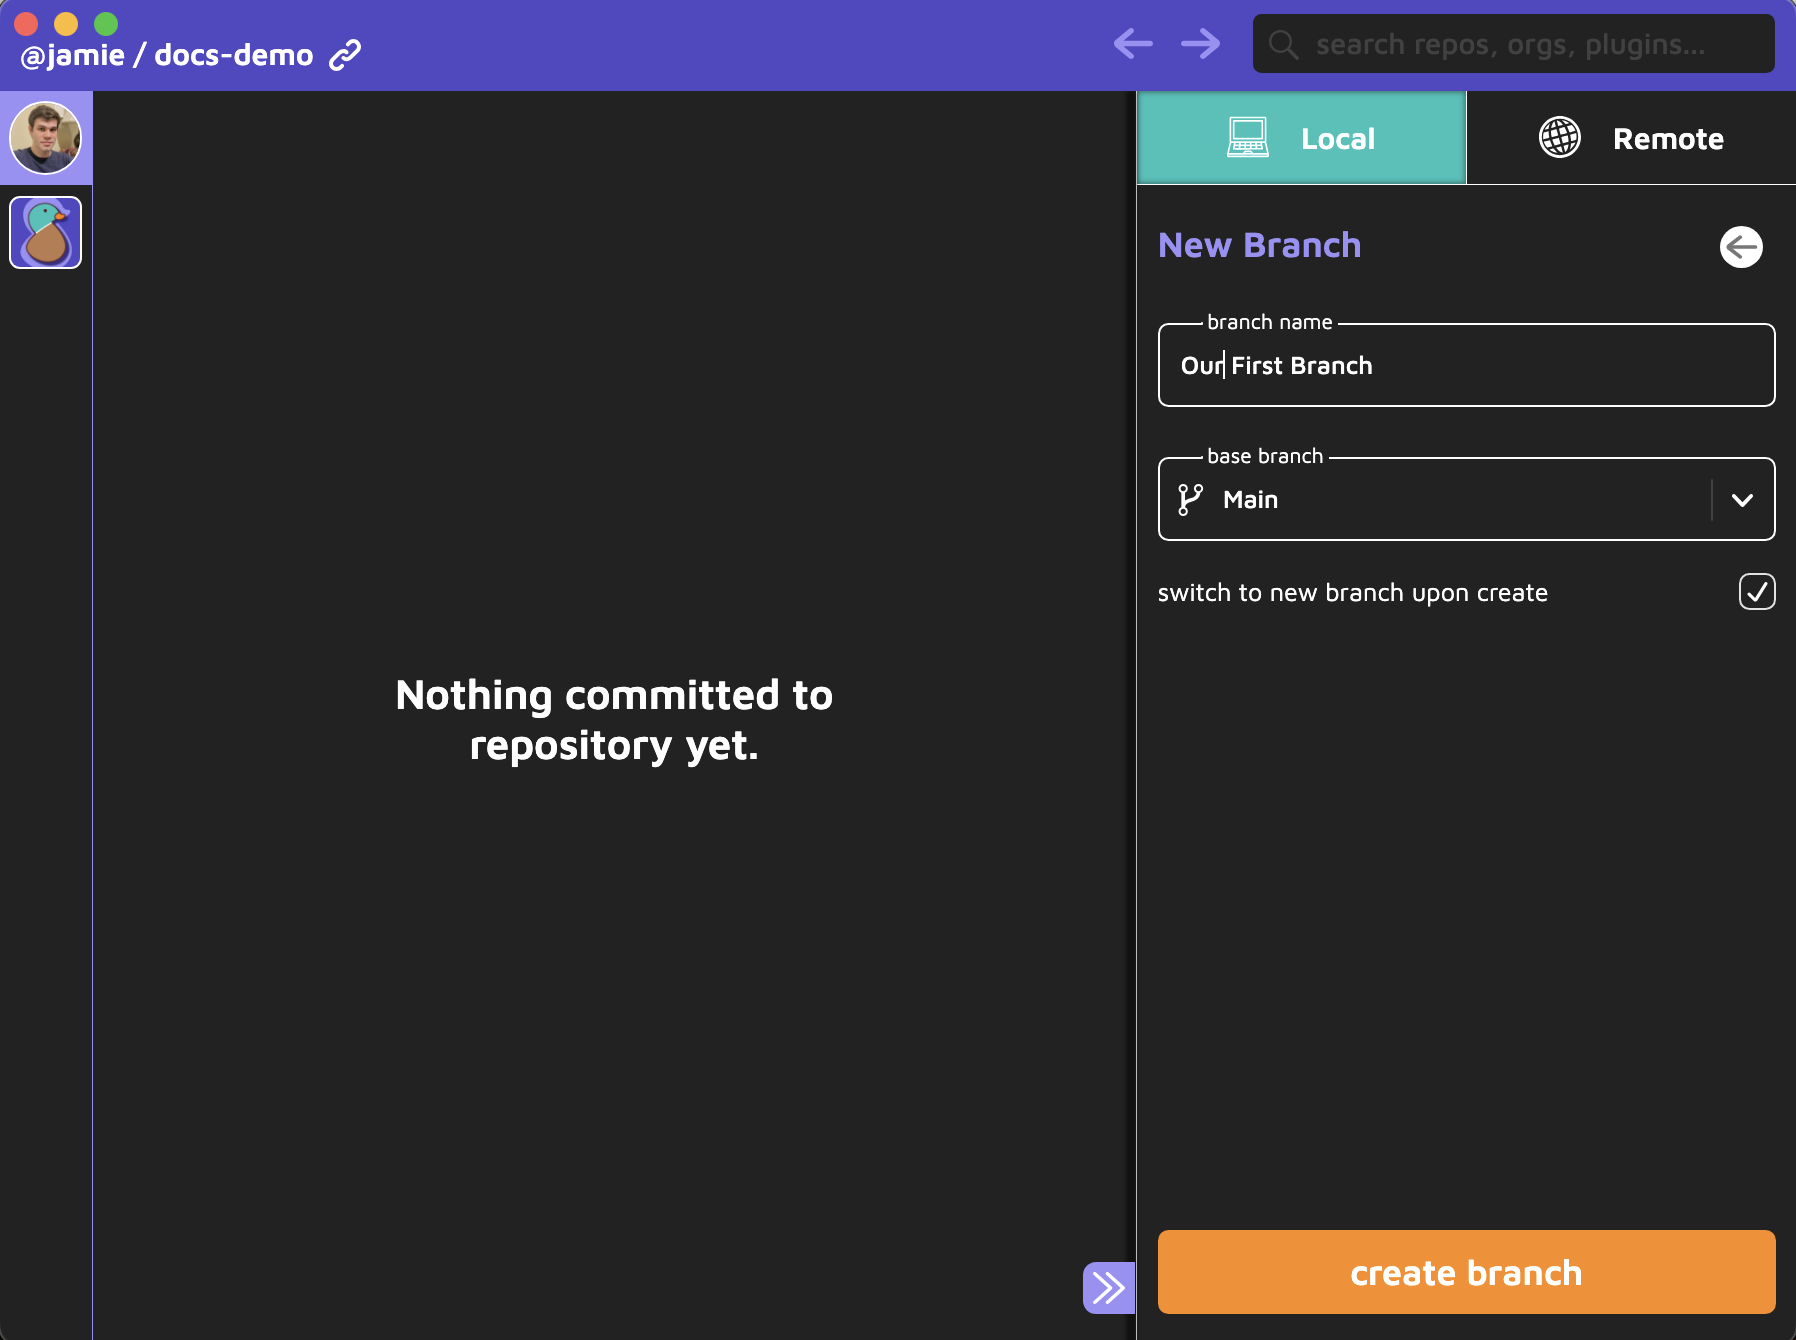 @jamie / docs-demo
search repos, orgs, plugins...
Local
Remote
New Branch
branch name
Our First Branch
base branch
Main
switch to new branch upon create
Nothing committed to
repository yet.
create branch